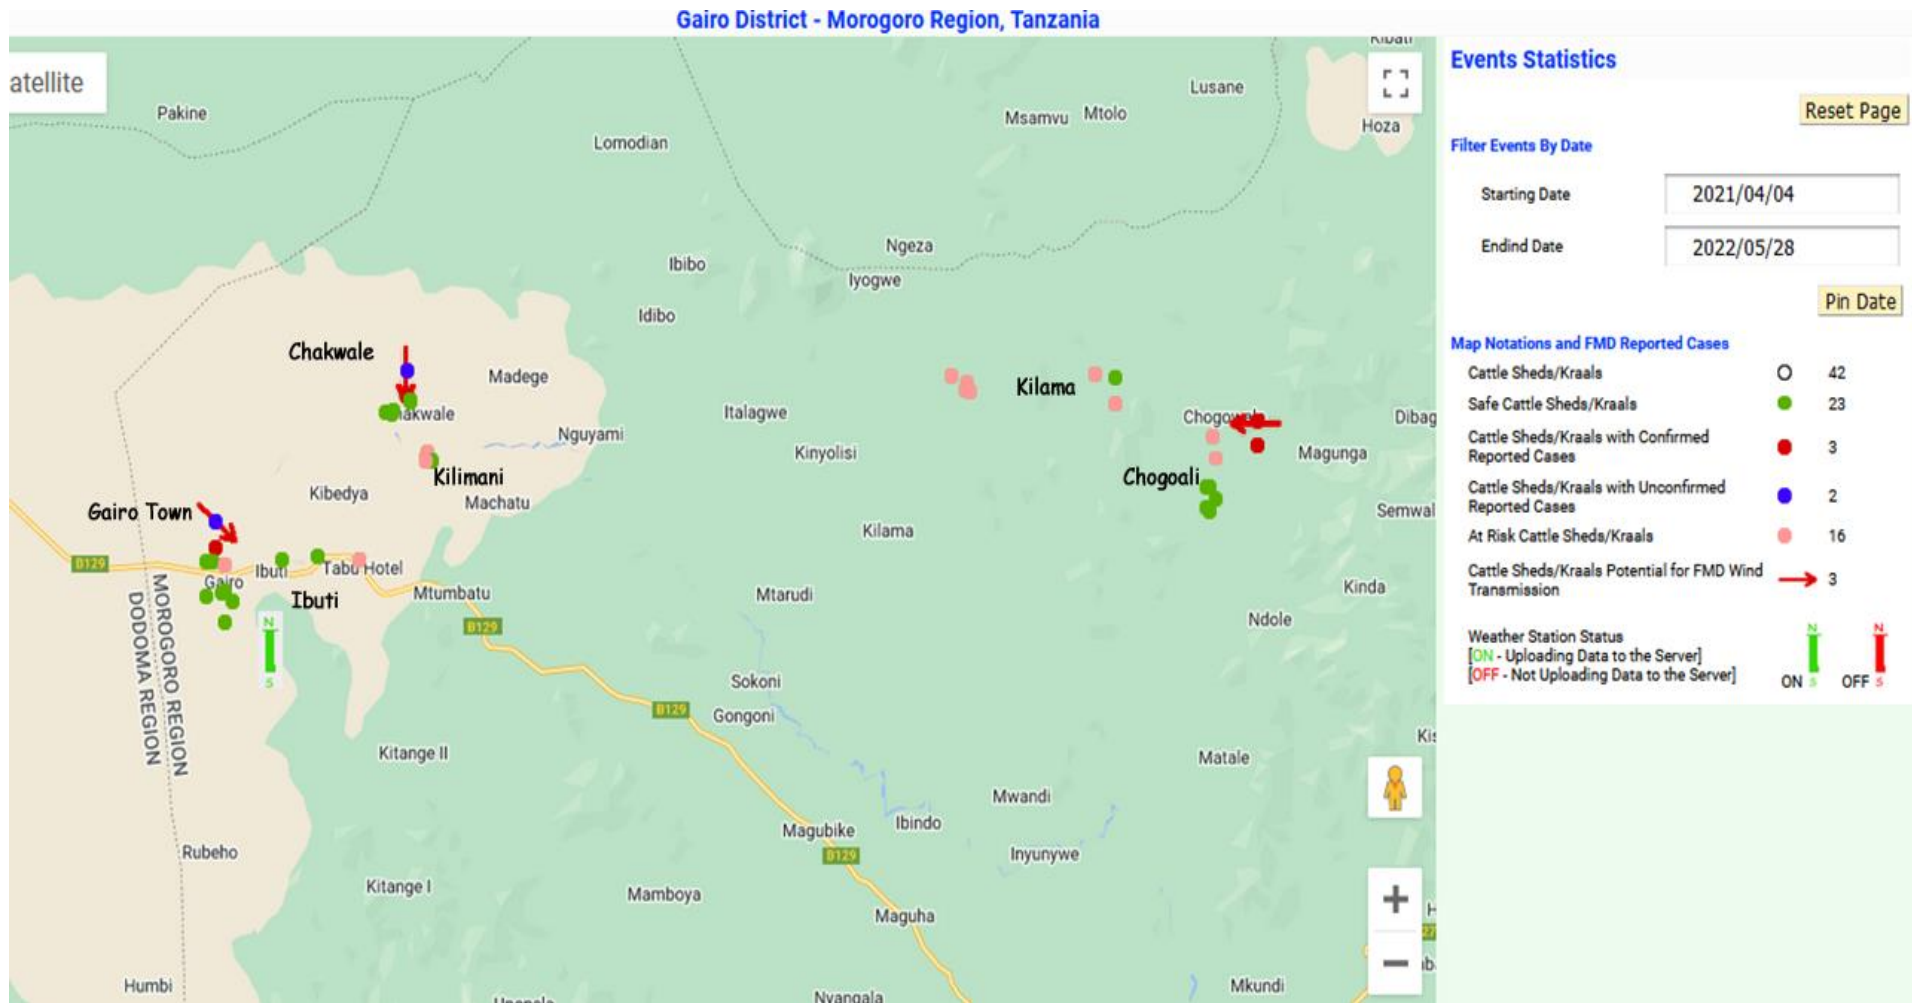 Gairo District - Morogoro Region, Tanzania
atellite
Pakine
Lomodian
Msamvu
Mtolo
Lusane
Kibati
Hoza
Ngeza
Ibibo
Iyogwe
Idibo
Chakwale
Madege
Kilama
Italagwe
hakwale
Chogowale
Dibag
Nguyami
Kinyolisi
Magunga
Kilimani
Chogoali
Kibedya
Machatu
Gairo Town
Semwal
Kilama
B129
Ibuti
Tabu Hotel
Gairo
Kinda
Ibuti
Mtumbatu
Mtarudi
Ndole
N
S
B129
MOROGORO REGION
DODOMA REGION
Sokoni
B129
Gongoni
Kis
Kitange II
Matale
Mwandi
Ibindo
Magubike
B129
Inyunywe
Rubeho
Kitange I
Mamboya
Maguha
H
27
Humbi
Nyangala
Mkundi
Events Statistics
Reset Page
Filter Events By Date
Starting Date 2021/04/04
Endind Date 2022/05/28
Pin Date
Map Notations and FMD Reported Cases
Cattle Sheds/Kraals 42
Safe Cattle Sheds/Kraals 23
Cattle Sheds/Kraals with Confirmed
Reported Cases 3
Cattle Sheds/Kraals with Unconfirmed
Reported Cases 2
At Risk Cattle Sheds/Kraals 16
Cattle Sheds/Kraals Potential for FMD Wind
Transmission 3
Weather Station Status
[ON - Uploading Data to the Server]
[OFF - Not Uploading Data to the Server]
N
ON S
N
OFF S